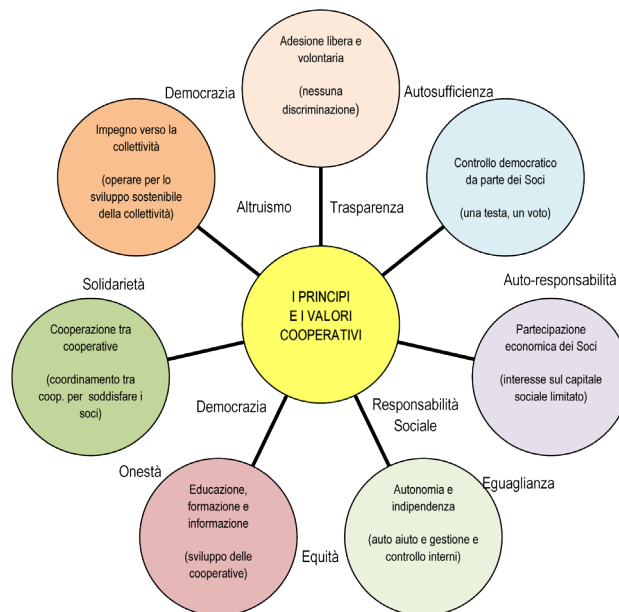 Adesione libera e
volontaria
(nessuna
discriminazione)
Democrazia
Autosufficienza
Impegno verso la
collettività
(operare per lo
sviluppo sostenibile
della collettività)
Controllo democratico
da parte dei Soci
(una testa, un voto)
Altruismo
Trasparenza
Solidarietà
Auto-responsabilità
I PRINCIPI
E I VALORI
COOPERATIVI
Cooperazione tra
cooperative
(coordinamento tra
coop. per soddisfare i
soci)
Partecipazione
economica dei Soci
(interesse sul capitale
sociale limitato)
Democrazia
Responsabilità
Sociale
Onestà
Eguaglianza
Educazione,
formazione e
informazione
(sviluppo delle
cooperative)
Equità
Autonomia e
indipendenza
(auto aiuto e gestione e
controllo interni)